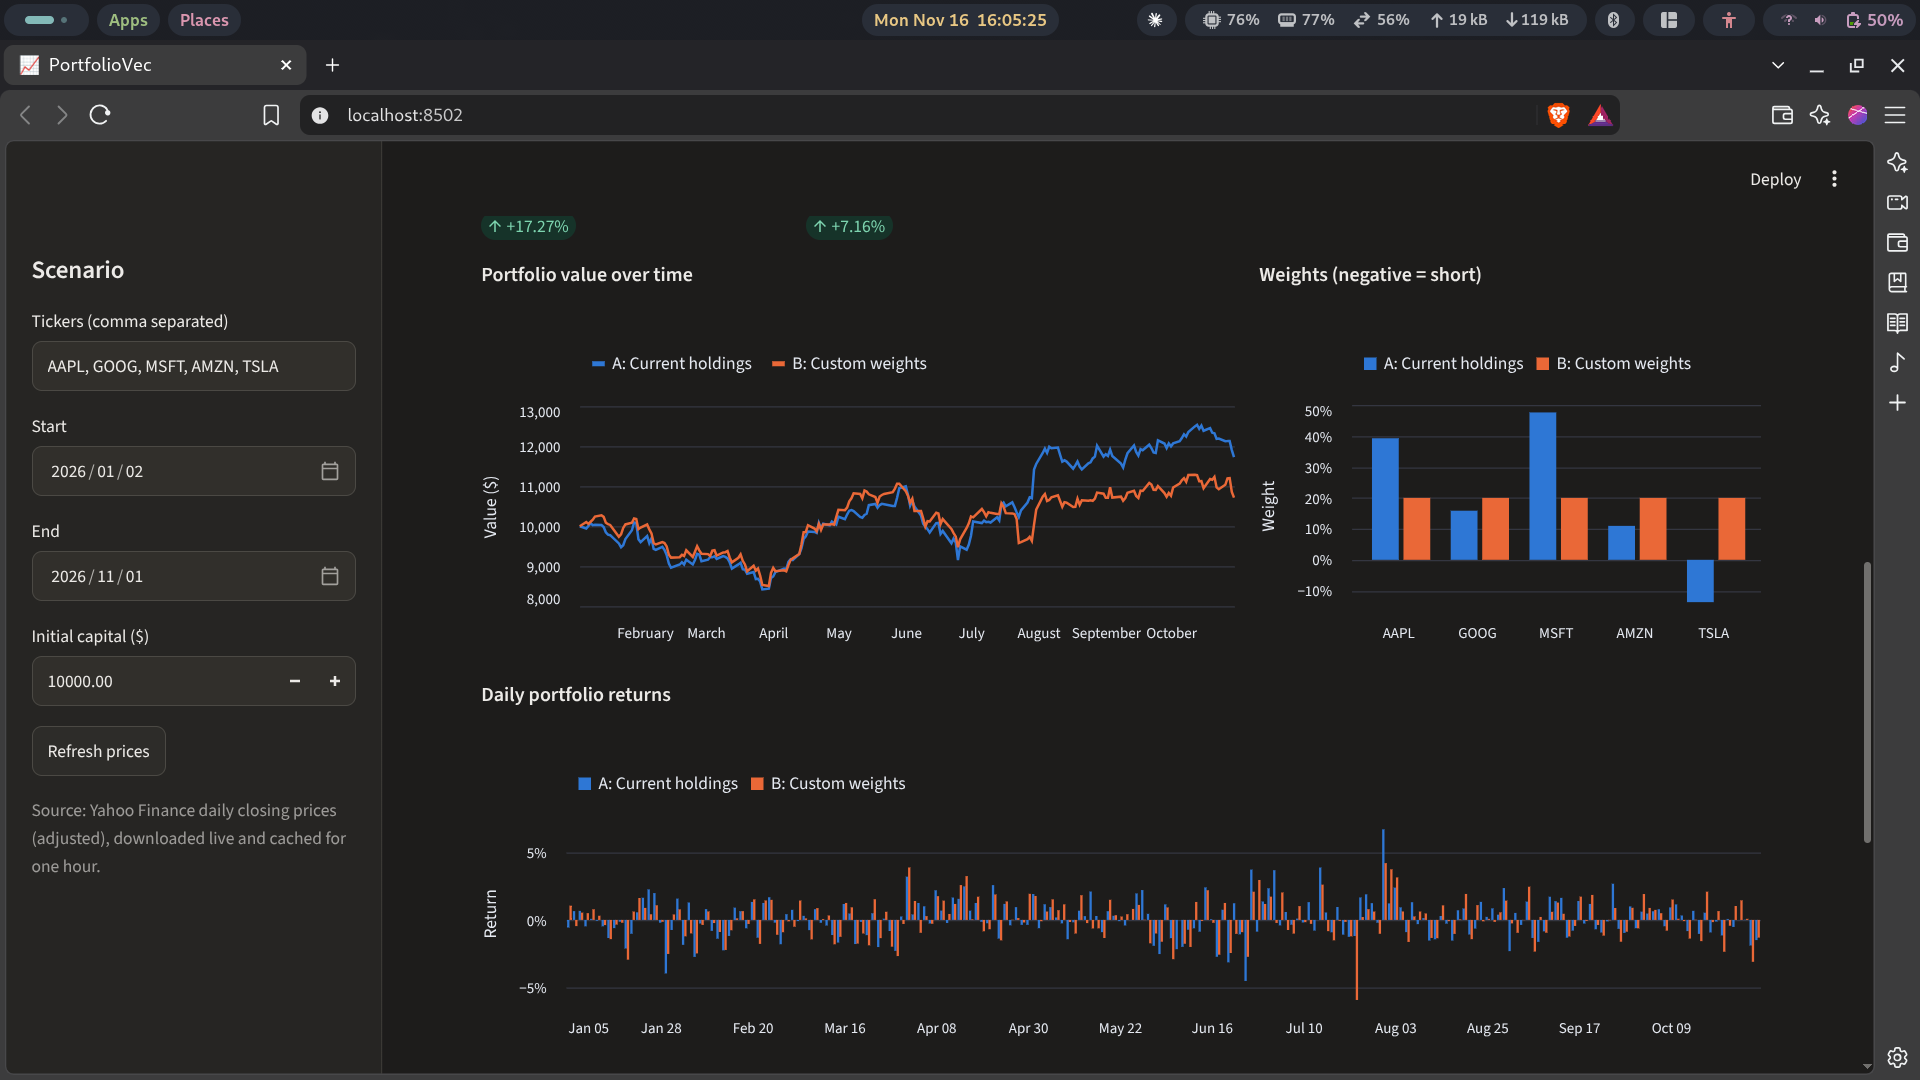 Apps
Places
Mon Nov 16 16:05:25
76%
77%
56%
19 kB
119 kB
50%
PortfolioVec
localhost:8502
Deploy
+17.27%
+7.16%
Scenario
Tickers (comma separated)
AAPL, GOOG, MSFT, AMZN, TSLA
Start
2026/01/02
End
2026/11/01
Initial capital ($)
10000.00
Refresh prices
Source: Yahoo Finance daily closing prices
(adjusted), downloaded live and cached for
one hour.
Portfolio value over time
A: Current holdings
B: Custom weights
Value ($)
13,000
12,000
11,000
10,000
9,000
8,000
February
March
April
May
June
July
August
September
October
Weights (negative = short)
A: Current holdings
B: Custom weights
Weight
50%
40%
30%
20%
10%
0%
−10%
AAPL
GOOG
MSFT
AMZN
TSLA
Daily portfolio returns
A: Current holdings
B: Custom weights
Return
5%
0%
−5%
Jan 05
Jan 28
Feb 20
Mar 16
Apr 08
Apr 30
May 22
Jun 16
Jul 10
Aug 03
Aug 25
Sep 17
Oct 09